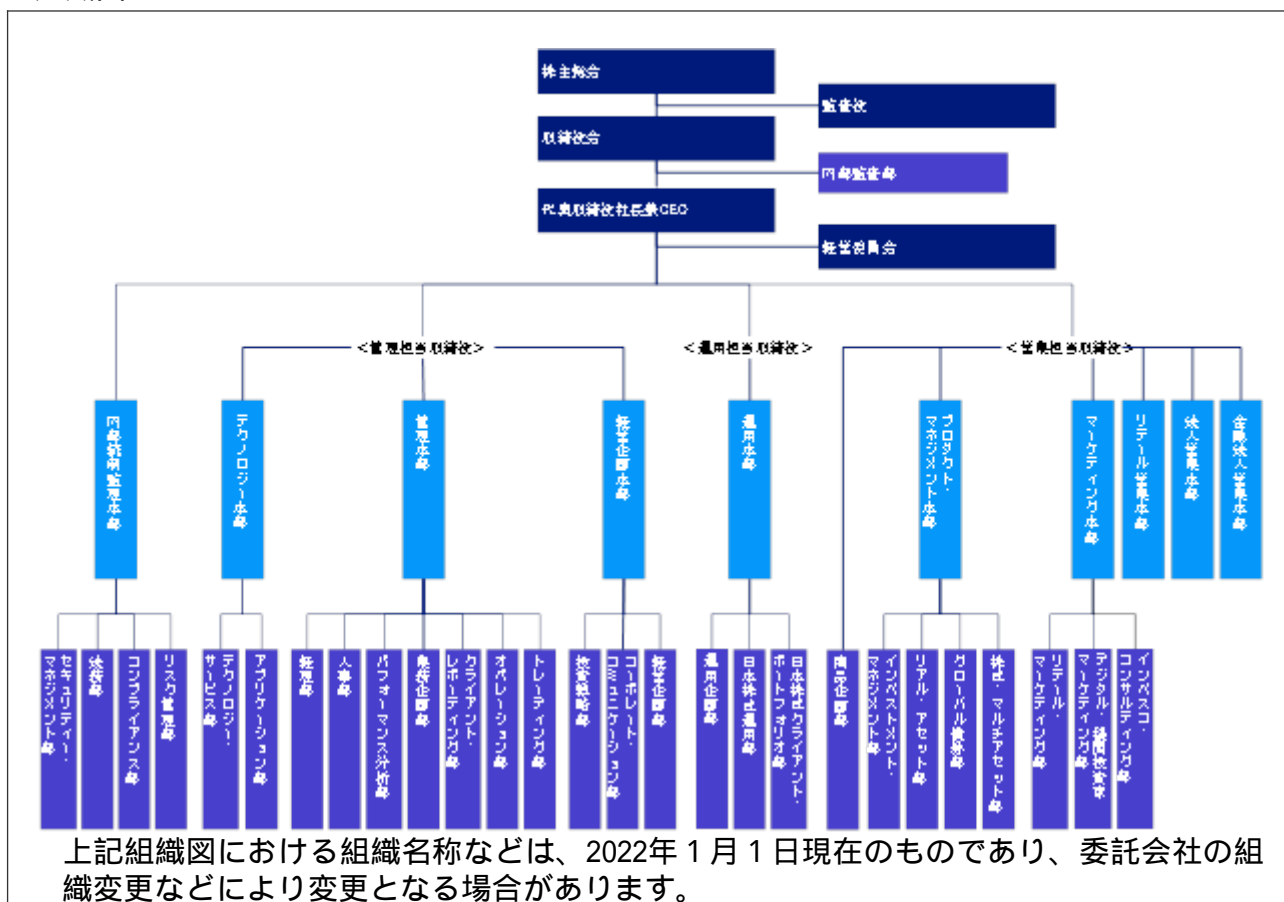 株主総会
監査役
取締役会
内部監査部
代表取締役社長兼CEO
経営委員会
＜管理担当取締役＞
＜運用担当取締役＞
＜営業担当取締役＞
内部統制監理本部
テクノロジー本部
管理本部
経営企画本部
運用本部
プロダクト・
マネジメント本部
マーケティング本部
リテール営業本部
法人営業本部
金融法人営業本部
セキュリティー・
マネジメント部
法務部
コンプライアンス部
リスク管理部
テクノロジー・
サービス部
アプリケーション部
経理部
人事部
パフォーマンス分析部
業務企画部
クライアント・
レポーティング部
オペレーション部
トレーディング部
投資戦略部
コーポレート・
コミュニケーション部
経営企画部
運用企画部
日本株式運用部
日本株式クライアント・
ポートフォリオ部
商品企画部
インベストメント・
マネジメント部
リアル・アセット部
グローバル債券部
株式・マルチアセット部
リテール・
マーケティング部
デジタル・機関投資家
マーケティング部
インベスコ・
コンサルティング部
上記組織図における組織名称などは、2022年１月１日現在のものであり、委託会社の組
織変更などにより変更となる場合があります。